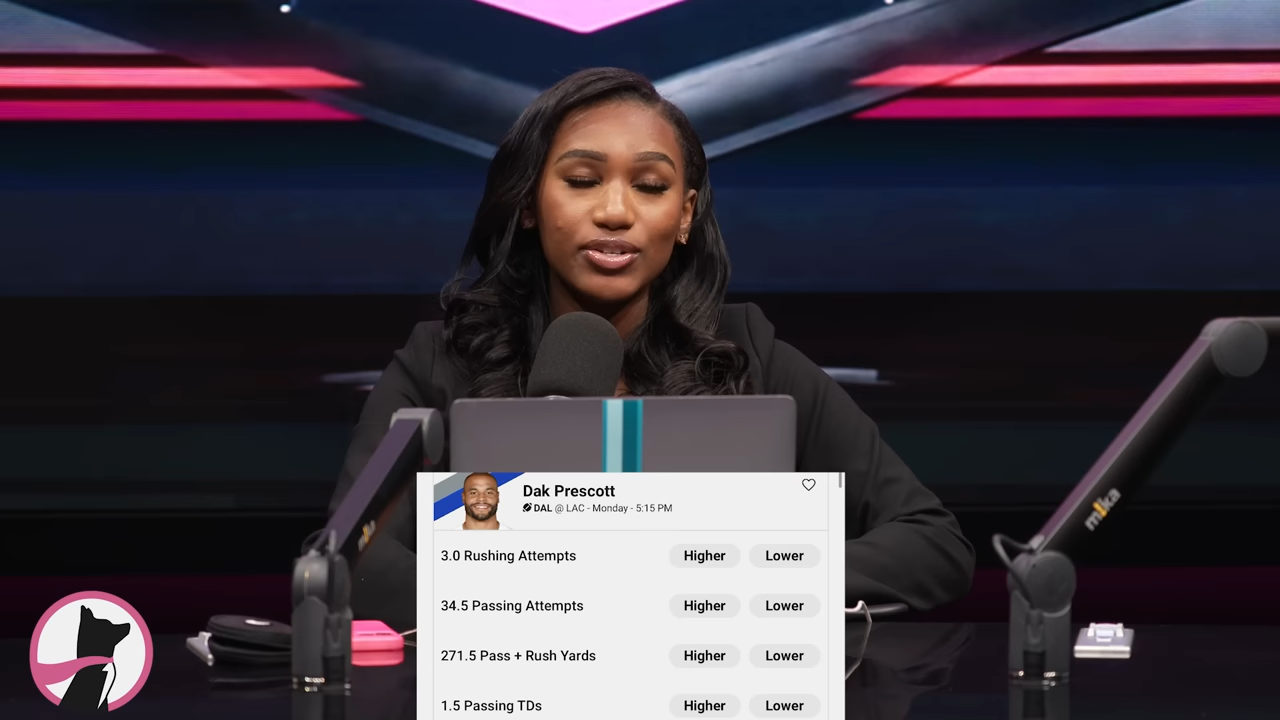 Dak Prescott
DAL @ LAC - Monday - 5:15 PM
3.0 Rushing Attempts Higher Lower
34.5 Passing Attempts Higher Lower
271.5 Pass + Rush Yards Higher Lower
1.5 Passing TDs Higher Lower
mika